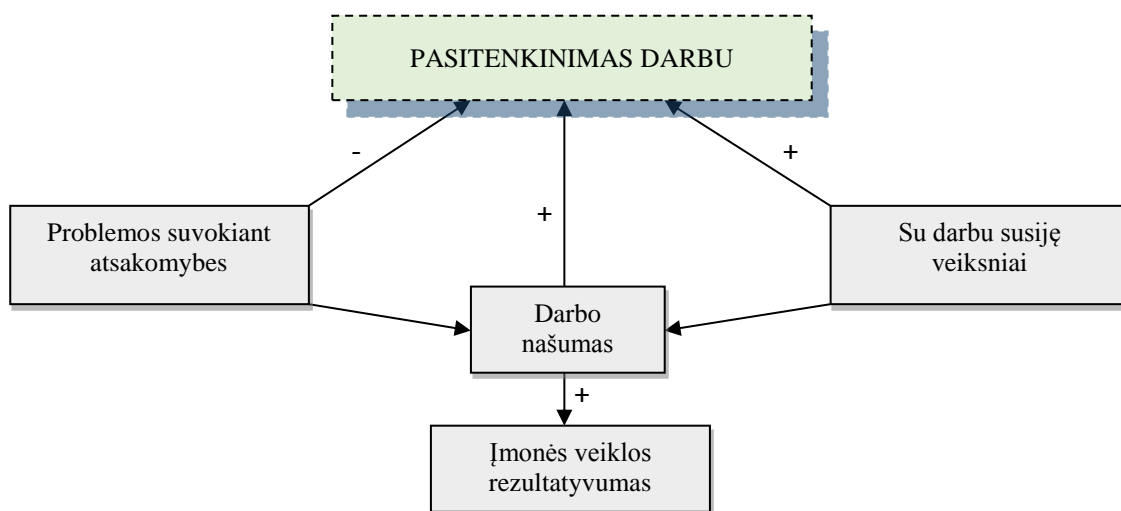 PASITENKINIMAS DARBU
-
+
+
Problemos suvokiant
atsakomybes
Su darbu susiję
veiksniai
Darbo
našumas
+
Įmonės veiklos
rezultatyvumas